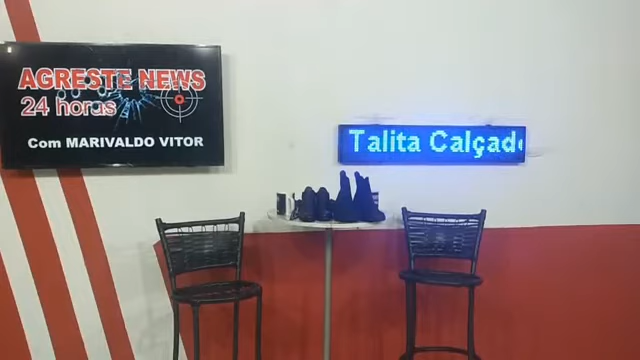 AGRESTE NEWS
24 horas
Com MARIVALDO VITOR
Talita Calçad